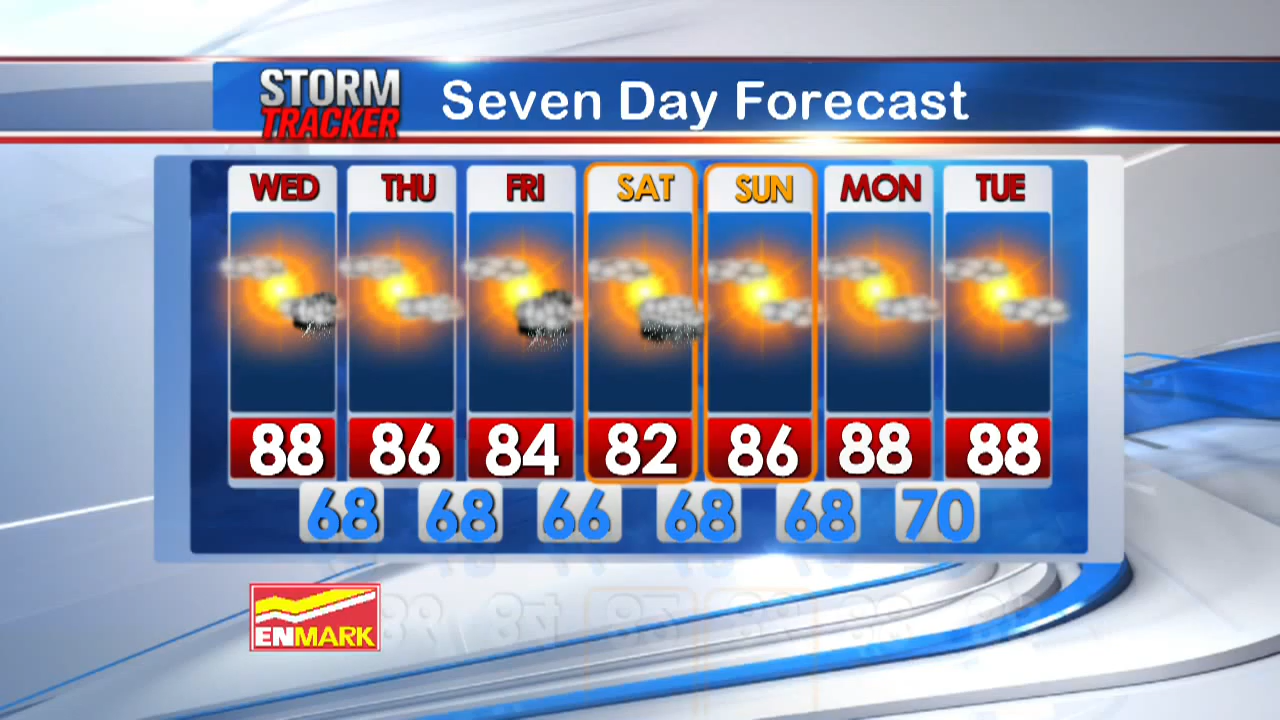 STORM TRACKER
Seven Day Forecast
WED THU FRI SAT SUN MON TUE
88 86 84 82 86 88 88
68 68 66 68 68 70
ENMARK